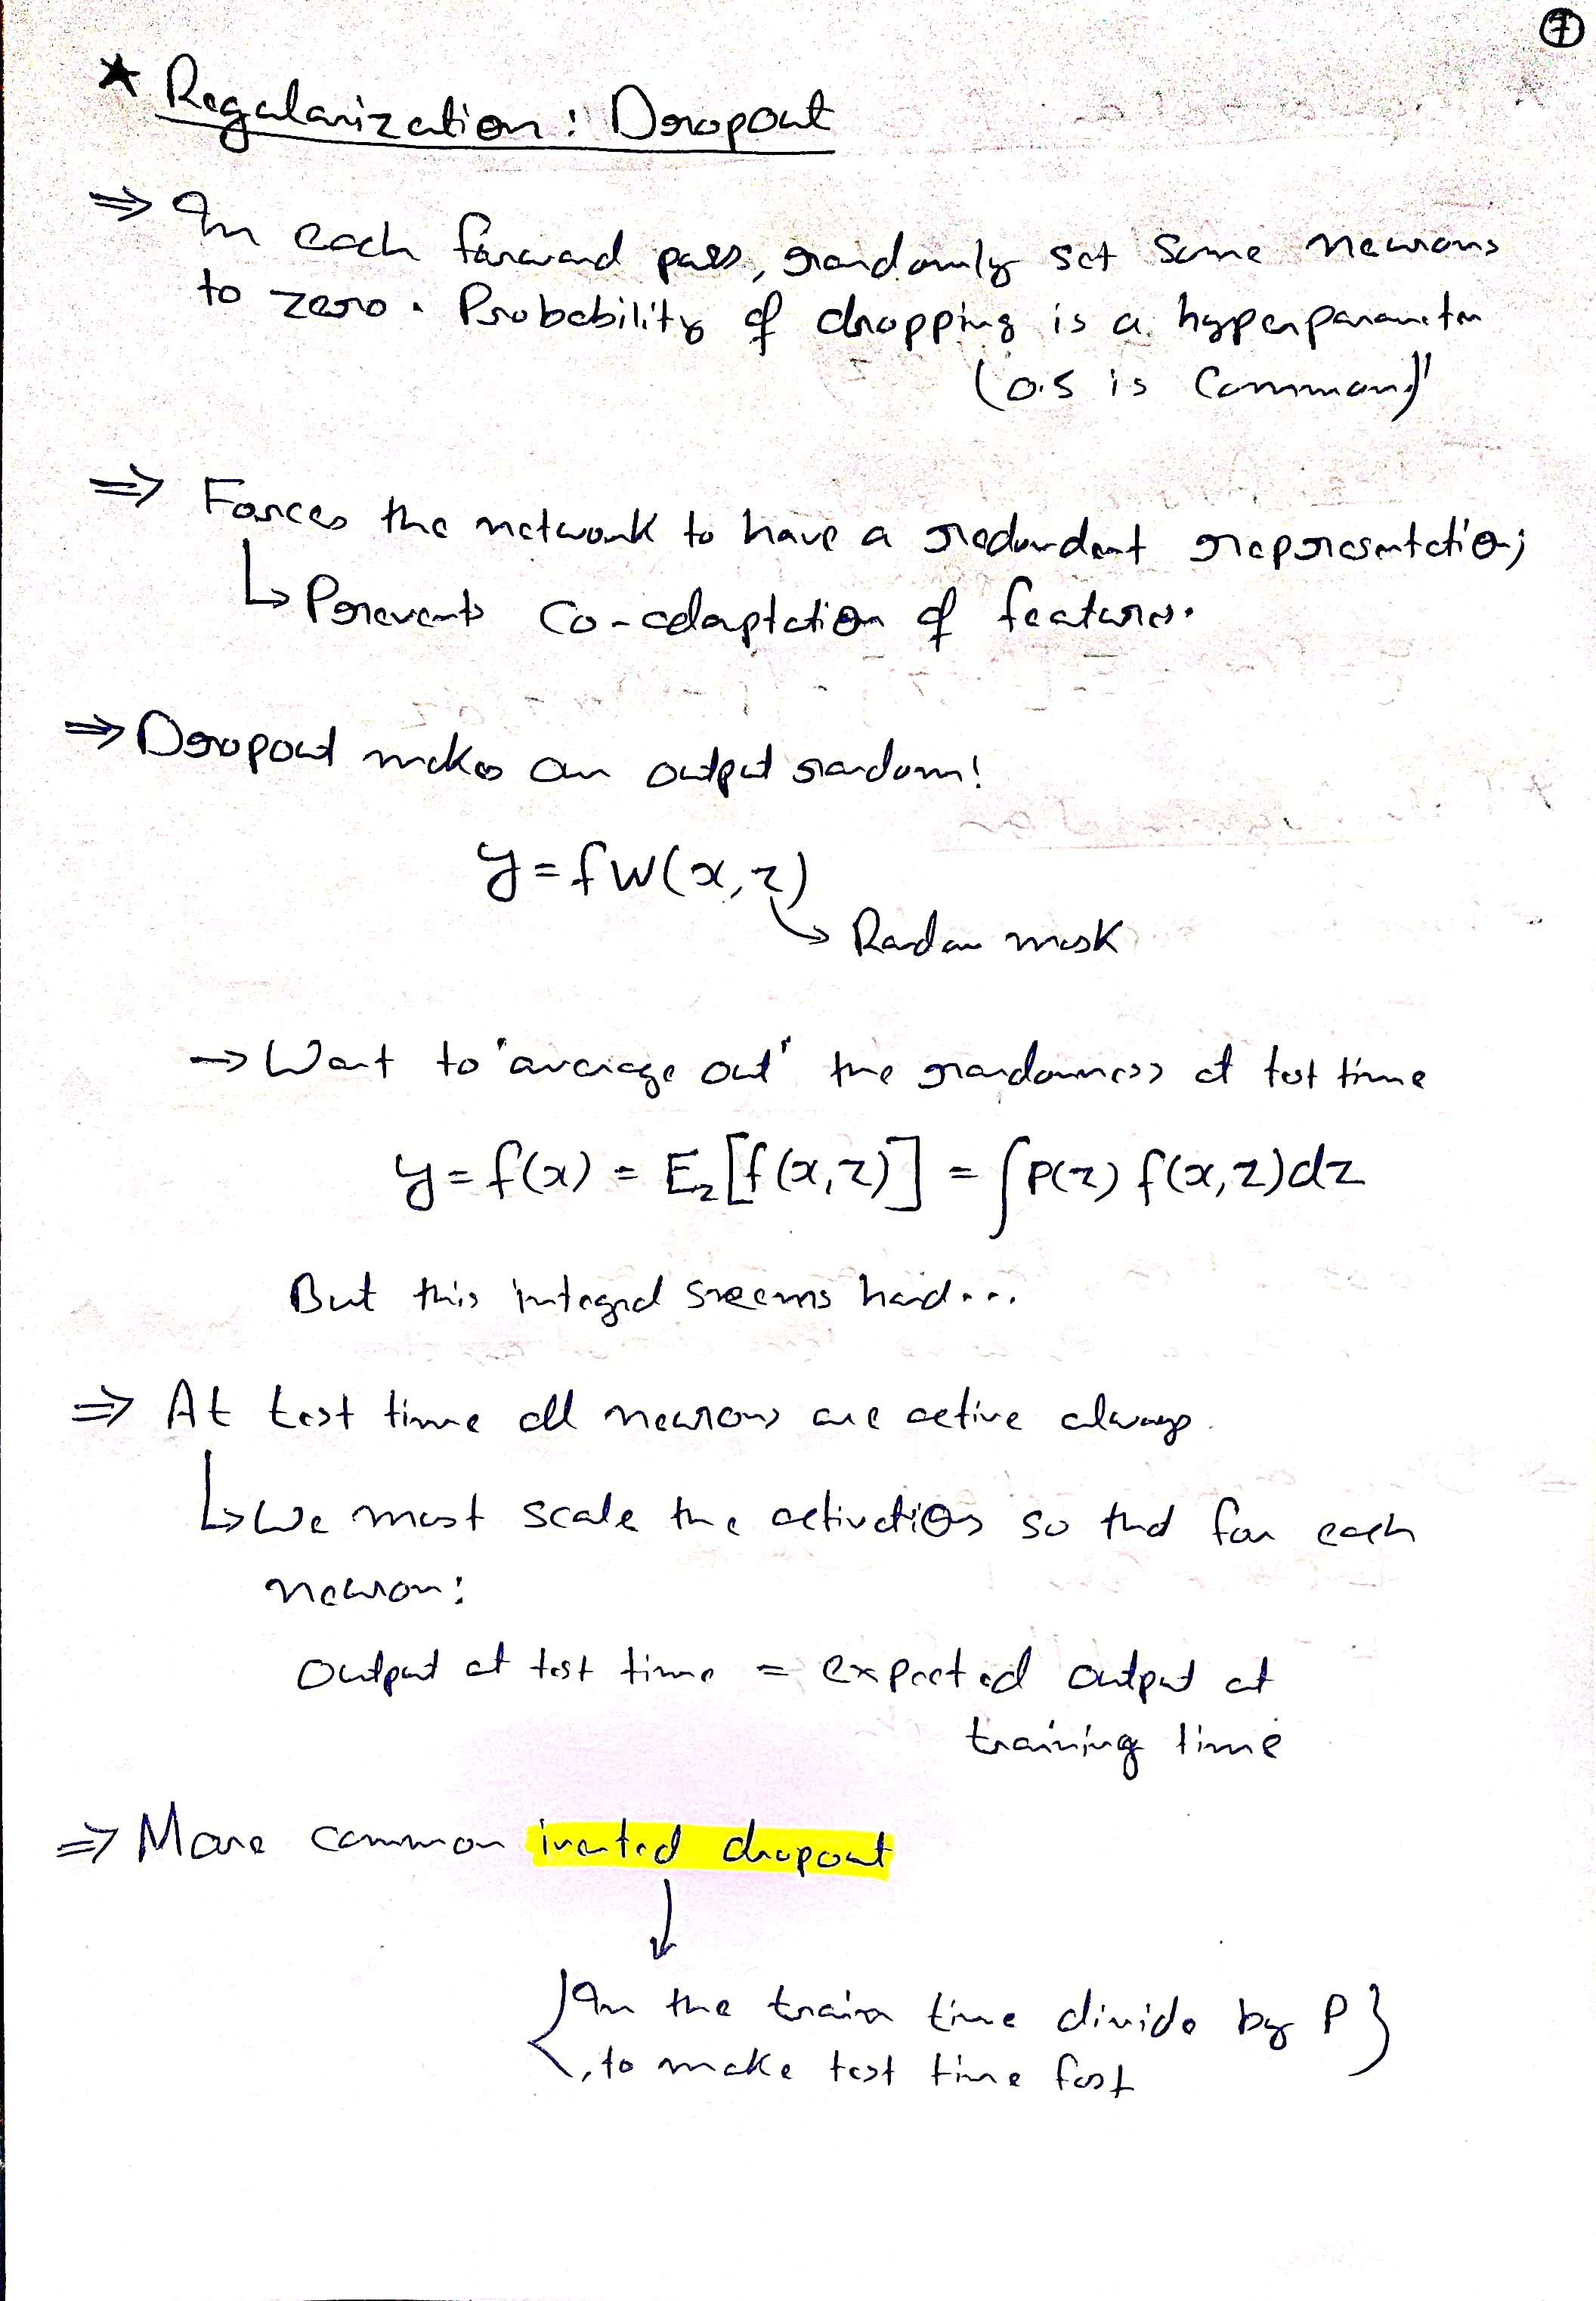 7
★ Regularization : Dropout
⇒ In each forward pass, randomly set some neurons
to zero. Probability of dropping is a hyperparameter
(0.5 is common)
⇒ Forces the network to have a redundant representation;
↳ Prevents co-adaptation of features.
⇒ Dropout makes our output random!
y = fW(x, z)
→ Random mask
→ Want to "average out" the randomness at test time
y = f(x) = Ez[f(x,z)] = ∫P(z) f(x,z)dz
But this integral seems hard...
⇒ At test time all neurons are active always.
↳ We must scale the activations so that for each
neuron:
Output at test time = expected output at
training time
⇒ More common inverted dropout
↓
{In the train time divide by P}
, to make test time fast